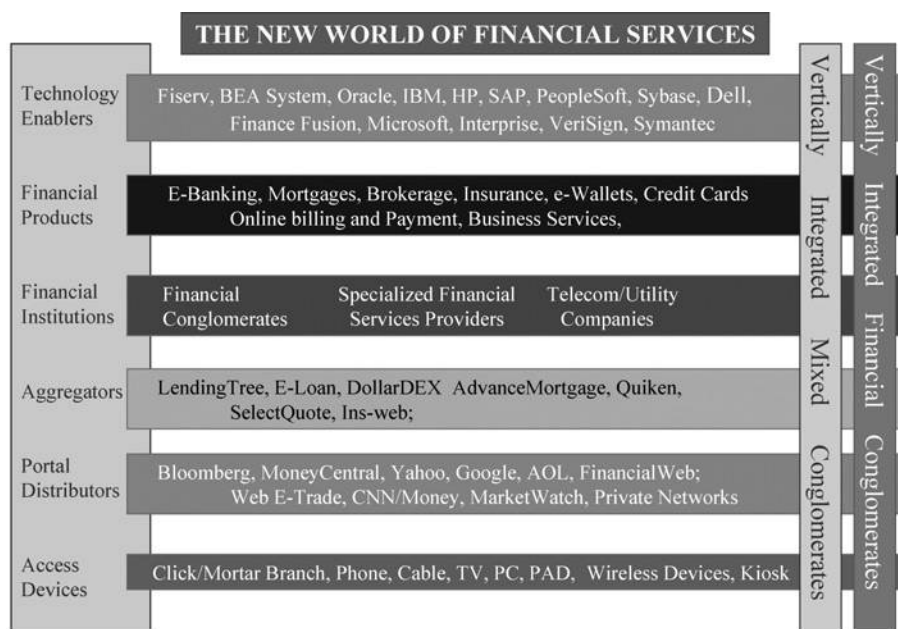 THE NEW WORLD OF FINANCIAL SERVICES
Technology
Enablers
Fiserv, BEA System, Oracle, IBM, HP, SAP, PeopleSoft, Sybase, Dell,
Finance Fusion, Microsoft, Interprise, VeriSign, Symantec
Financial
Products
E-Banking, Mortgages, Brokerage, Insurance, e-Wallets, Credit Cards
Online billing and Payment, Business Services,
Financial
Institutions
Financial
Conglomerates
Specialized Financial
Services Providers
Telecom/Utility
Companies
Aggregators
LendingTree, E-Loan, DollarDEX AdvanceMortgage, Quiken,
SelectQuote, Ins-web;
Portal
Distributors
Bloomberg, MoneyCentral, Yahoo, Google, AOL, FinancialWeb;
Web E-Trade, CNN/Money, MarketWatch, Private Networks
Access
Devices
Click/Mortar Branch, Phone, Cable, TV, PC, PAD, Wireless Devices, Kiosk
Vertically Integrated Mixed Conglomerates
Vertically Integrated Financial Conglomerates